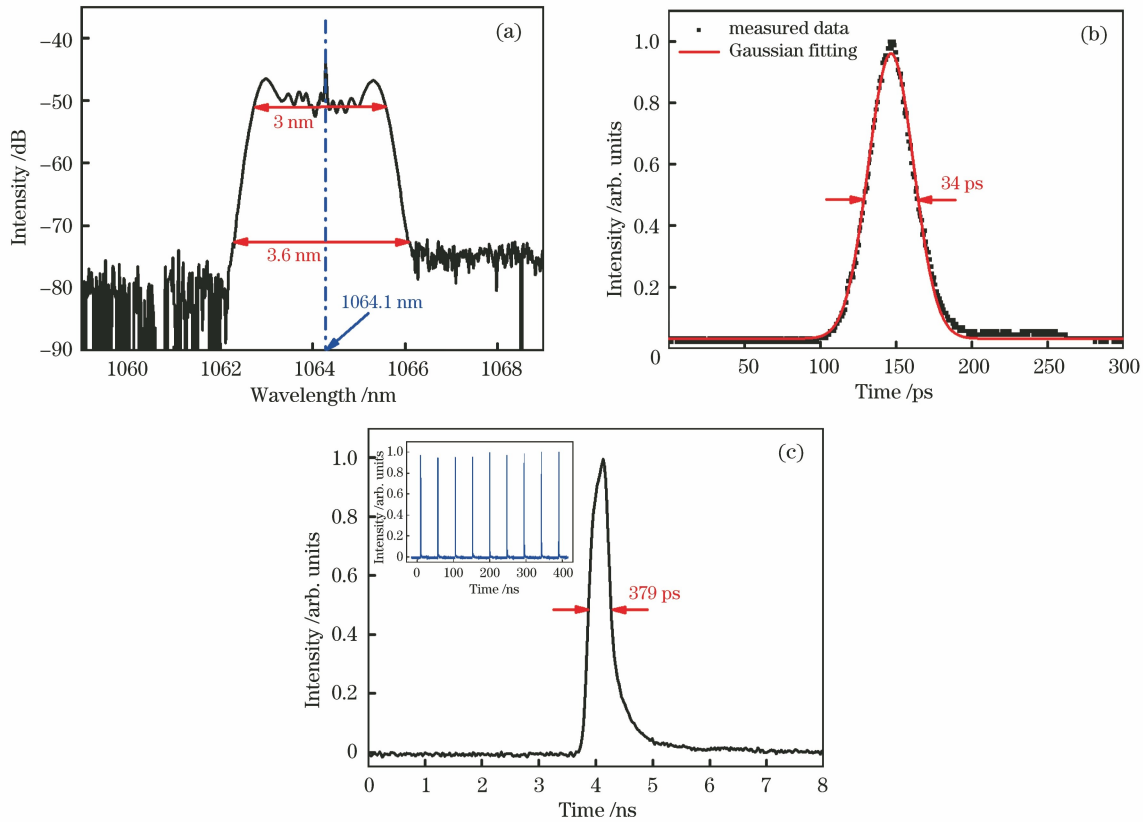 (a)
Intensity /dB
−40
−50
−60
−70
−80
−90
3 nm
3.6 nm
1064.1 nm
1060
1062
1064
1066
1068
Wavelength /nm
(b)
measured data
Gaussian fitting
Intensity /arb. units
1.0
0.8
0.6
0.4
0.2
0
34 ps
50
100
150
200
250
300
Time /ps
(c)
Intensity /arb. units
1.0
0.8
0.6
0.4
0.2
0
379 ps
0
1
2
3
4
5
6
7
8
Time /ns
Intensity /arb. units
1.0
0.8
0.6
0.4
0.2
0
0
100
200
300
400
Time /ns